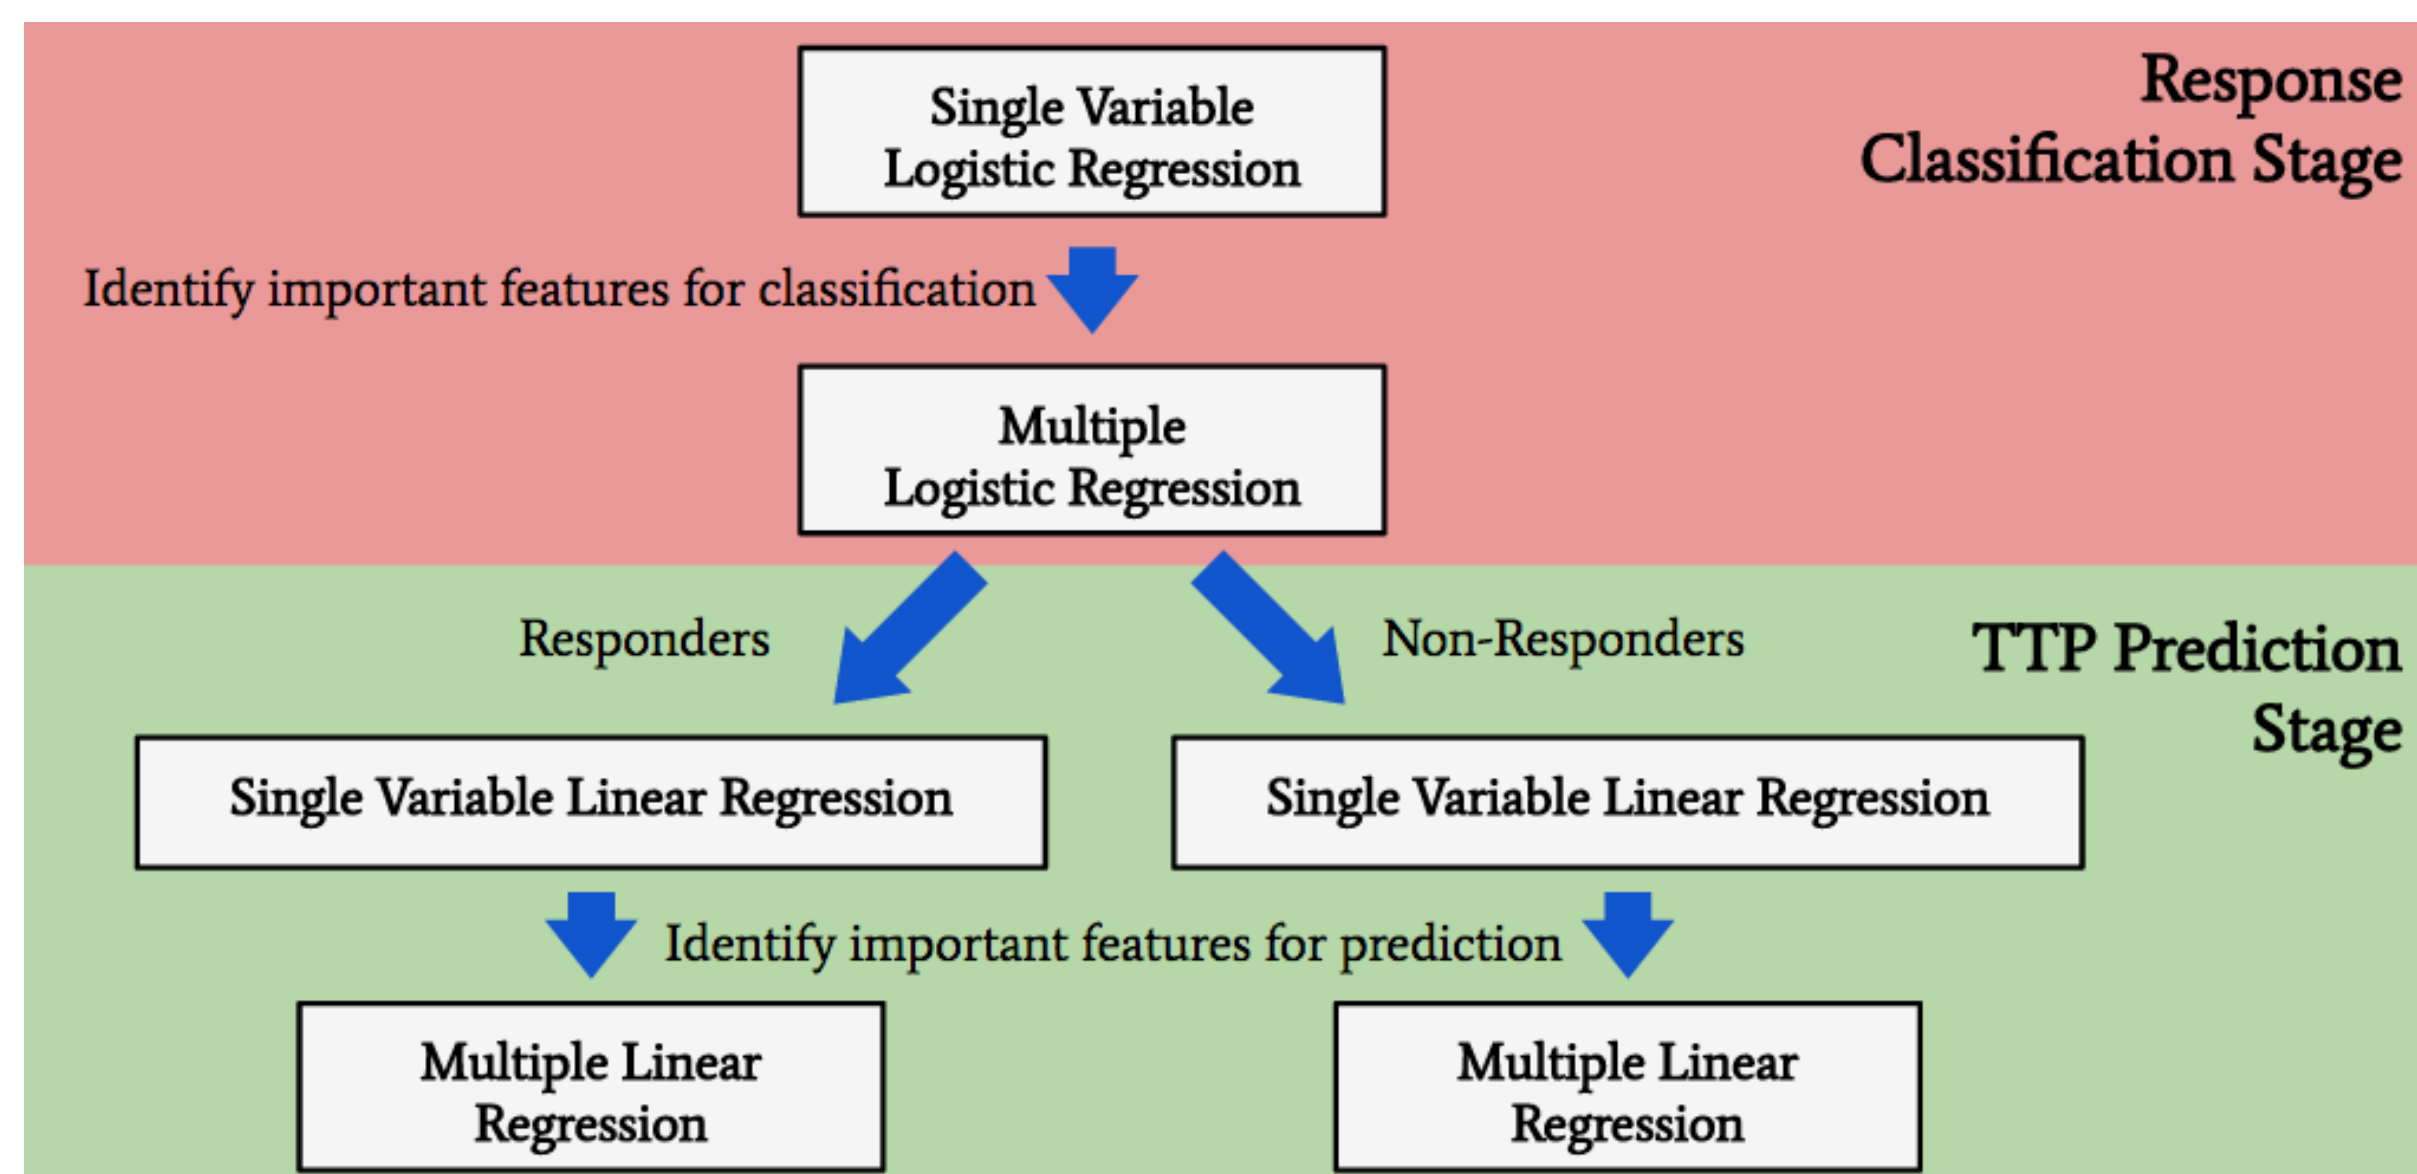 Response
Classification Stage
Single Variable
Logistic Regression
Identify important features for classification
Multiple
Logistic Regression
Responders
Non-Responders
TTP Prediction
Stage
Single Variable Linear Regression
Single Variable Linear Regression
Identify important features for prediction
Multiple Linear
Regression
Multiple Linear
Regression